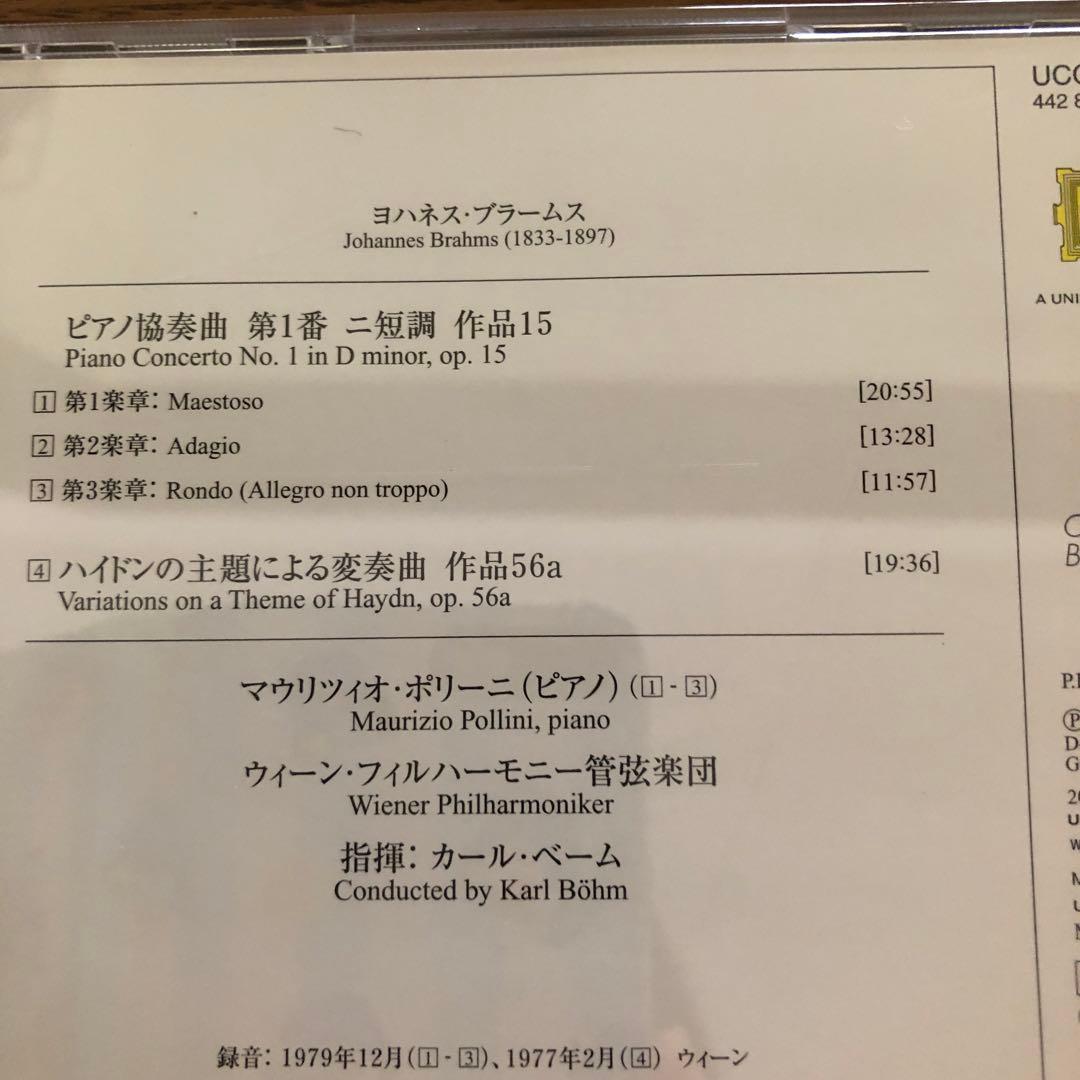 ヨハネス・ブラームス
Johannes Brahms (1833-1897)
ピアノ協奏曲 第1番 ニ短調 作品15
Piano Concerto No. 1 in D minor, op. 15
1 第1楽章: Maestoso [20:55]
2 第2楽章: Adagio [13:28]
3 第3楽章: Rondo (Allegro non troppo) [11:57]
4 ハイドンの主題による変奏曲 作品56a [19:36]
Variations on a Theme of Haydn, op. 56a
マウリツィオ・ポリーニ(ピアノ) (1 - 3)
Maurizio Pollini, piano
ウィーン・フィルハーモニー管弦楽団
Wiener Philharmoniker
指揮: カール・ベーム
Conducted by Karl Böhm
録音: 1979年12月(1 - 3)、1977年2月(4) ウィーン
442
A